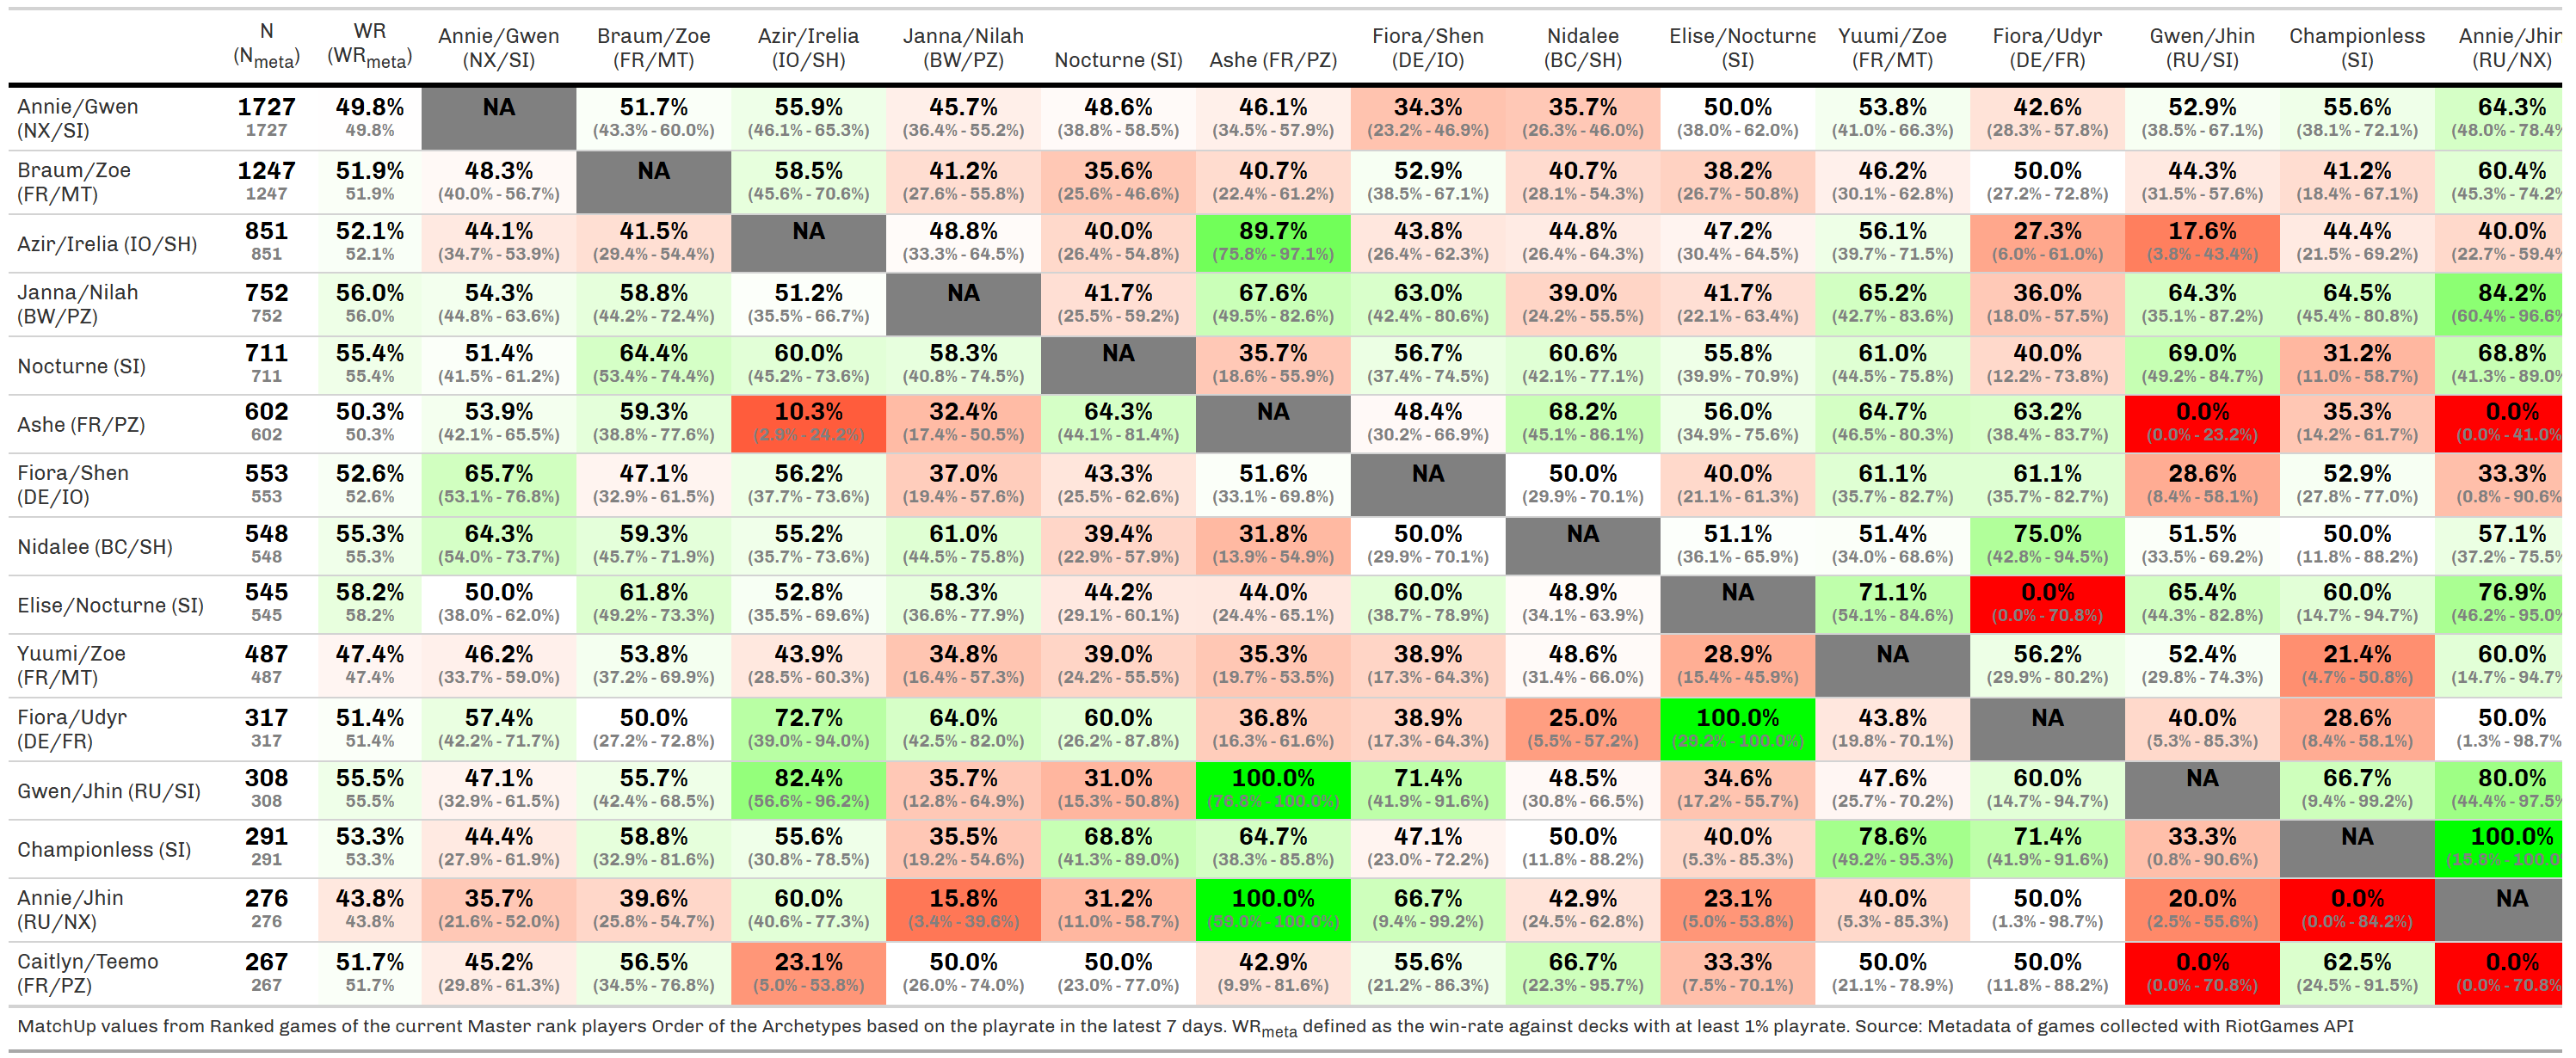 N WR Annie/Gwen Braum/Zoe Azir/Irelia Janna/Nilah Nocturne (SI) Ashe (FR/PZ) Fiora/Shen Nidalee Elise/Nocturne Yuumi/Zoe Fiora/Udyr Gwen/Jhin Championless Annie/Jhin
(Nmeta) (WRmeta) (NX/SI) (FR/MT) (IO/SH) (BW/PZ) (DE/IO) (BC/SH) (SI) (FR/MT) (DE/FR) (RU/SI) (SI) (RU/NX)
Annie/Gwen 1727 49.8% NA 51.7% 55.9% 45.7% 48.6% 46.1% 34.3% 35.7% 50.0% 53.8% 42.6% 52.9% 55.6% 64.3%
(NX/SI) 1727 49.8% (43.3% - 60.0%) (46.1% - 65.3%) (36.4% - 55.2%) (38.8% - 58.5%) (34.5% - 57.9%) (23.2% - 46.9%) (26.3% - 46.0%) (38.0% - 62.0%) (41.0% - 66.3%) (28.3% - 57.8%) (38.5% - 67.1%) (38.1% - 72.1%) (48.0% - 78.4%
Braum/Zoe 1247 51.9% 48.3% NA 58.5% 41.2% 35.6% 40.7% 52.9% 40.7% 38.2% 46.2% 50.0% 44.3% 41.2% 60.4%
(FR/MT) 1247 51.9% (40.0% - 56.7%) (45.6% - 70.6%) (27.6% - 55.8%) (25.6% - 46.6%) (22.4% - 61.2%) (38.5% - 67.1%) (28.1% - 54.3%) (26.7% - 50.8%) (30.1% - 62.8%) (27.2% - 72.8%) (31.5% - 57.6%) (18.4% - 67.1%) (45.3% - 74.2%
Azir/Irelia (IO/SH) 851 52.1% 44.1% 41.5% NA 48.8% 40.0% 89.7% 43.8% 44.8% 47.2% 56.1% 27.3% 17.6% 44.4% 40.0%
851 52.1% (34.7% - 53.9%) (29.4% - 54.4%) (33.3% - 64.5%) (26.4% - 54.8%) (75.8% - 97.1%) (26.4% - 62.3%) (26.4% - 64.3%) (30.4% - 64.5%) (39.7% - 71.5%) (6.0% - 61.0%) (3.8% - 43.4%) (21.5% - 69.2%) (22.7% - 59.4%
Janna/Nilah 752 56.0% 54.3% 58.8% 51.2% NA 41.7% 67.6% 63.0% 39.0% 41.7% 65.2% 36.0% 64.3% 64.5% 84.2%
(BW/PZ) 752 56.0% (44.8% - 63.6%) (44.2% - 72.4%) (35.5% - 66.7%) (25.5% - 59.2%) (49.5% - 82.6%) (42.4% - 80.6%) (24.2% - 55.5%) (22.1% - 63.4%) (42.7% - 83.6%) (18.0% - 57.5%) (35.1% - 87.2%) (45.4% - 80.8%) (60.4% - 96.6%
Nocturne (SI) 711 55.4% 51.4% 64.4% 60.0% 58.3% NA 35.7% 56.7% 60.6% 55.8% 61.0% 40.0% 69.0% 31.2% 68.8%
711 55.4% (41.5% - 61.2%) (53.4% - 74.4%) (45.2% - 73.6%) (40.8% - 74.5%) (18.6% - 55.9%) (37.4% - 74.5%) (42.1% - 77.1%) (39.9% - 70.9%) (44.5% - 75.8%) (12.2% - 73.8%) (49.2% - 84.7%) (11.0% - 58.7%) (41.3% - 89.0%
Ashe (FR/PZ) 602 50.3% 53.9% 59.3% 10.3% 32.4% 64.3% NA 48.4% 68.2% 56.0% 64.7% 63.2% 0.0% 35.3% 0.0%
602 50.3% (42.1% - 65.5%) (38.8% - 77.6%) (2.9% - 24.2%) (17.4% - 50.5%) (44.1% - 81.4%) (30.2% - 66.9%) (45.1% - 86.1%) (34.9% - 75.6%) (46.5% - 80.3%) (38.4% - 83.7%) (0.0% - 23.2%) (14.2% - 61.7%) (0.0% - 41.0%
Fiora/Shen 553 52.6% 65.7% 47.1% 56.2% 37.0% 43.3% 51.6% NA 50.0% 40.0% 61.1% 61.1% 28.6% 52.9% 33.3%
(DE/IO) 553 52.6% (53.1% - 76.8%) (32.9% - 61.5%) (37.7% - 73.6%) (19.4% - 57.6%) (25.5% - 62.6%) (33.1% - 69.8%) (29.9% - 70.1%) (21.1% - 61.3%) (35.7% - 82.7%) (35.7% - 82.7%) (8.4% - 58.1%) (27.8% - 77.0%) (0.8% - 90.6%
Nidalee (BC/SH) 548 55.3% 64.3% 59.3% 55.2% 61.0% 39.4% 31.8% 50.0% NA 51.1% 51.4% 75.0% 51.5% 50.0% 57.1%
548 55.3% (54.0% - 73.7%) (45.7% - 71.9%) (35.7% - 73.6%) (44.5% - 75.8%) (22.9% - 57.9%) (13.9% - 54.9%) (29.9% - 70.1%) (36.1% - 65.9%) (34.0% - 68.6%) (42.8% - 94.5%) (33.5% - 69.2%) (11.8% - 88.2%) (37.2% - 75.5%
Elise/Nocturne (SI) 545 58.2% 50.0% 61.8% 52.8% 58.3% 44.2% 44.0% 60.0% 48.9% NA 71.1% 0.0% 65.4% 60.0% 76.9%
545 58.2% (38.0% - 62.0%) (49.2% - 73.3%) (35.5% - 69.6%) (36.6% - 77.9%) (29.1% - 60.1%) (24.4% - 65.1%) (38.7% - 78.9%) (34.1% - 63.9%) (54.1% - 84.6%) (0.0% - 70.8%) (44.3% - 82.8%) (14.7% - 94.7%) (46.2% - 95.0%
Yuumi/Zoe 487 47.4% 46.2% 53.8% 43.9% 34.8% 39.0% 35.3% 38.9% 48.6% 28.9% NA 56.2% 52.4% 21.4% 60.0%
(FR/MT) 487 47.4% (33.7% - 59.0%) (37.2% - 69.9%) (28.5% - 60.3%) (16.4% - 57.3%) (24.2% - 55.5%) (19.7% - 53.5%) (17.3% - 64.3%) (31.4% - 66.0%) (15.4% - 45.9%) (29.9% - 80.2%) (29.8% - 74.3%) (4.7% - 50.8%) (14.7% - 94.7%
Fiora/Udyr 317 51.4% 57.4% 50.0% 72.7% 64.0% 60.0% 36.8% 38.9% 25.0% 100.0% 43.8% NA 40.0% 28.6% 50.0%
(DE/FR) 317 51.4% (42.2% - 71.7%) (27.2% - 72.8%) (39.0% - 94.0%) (42.5% - 82.0%) (26.2% - 87.8%) (16.3% - 61.6%) (17.3% - 64.3%) (5.5% - 57.2%) (29.2% - 100.0%) (19.8% - 70.1%) (5.3% - 85.3%) (8.4% - 58.1%) (1.3% - 98.7%
Gwen/Jhin (RU/SI) 308 55.5% 47.1% 55.7% 82.4% 35.7% 31.0% 100.0% 71.4% 48.5% 34.6% 47.6% 60.0% NA 66.7% 80.0%
308 55.5% (32.9% - 61.5%) (42.4% - 68.5%) (56.6% - 96.2%) (12.8% - 64.9%) (15.3% - 50.8%) (76.8% - 100.0%) (41.9% - 91.6%) (30.8% - 66.5%) (17.2% - 55.7%) (25.7% - 70.2%) (14.7% - 94.7%) (9.4% - 99.2%) (44.4% - 97.5%
Championless (SI) 291 53.3% 44.4% 58.8% 55.6% 35.5% 68.8% 64.7% 47.1% 50.0% 40.0% 78.6% 71.4% 33.3% NA 100.0%
291 53.3% (27.9% - 61.9%) (32.9% - 81.6%) (30.8% - 78.5%) (19.2% - 54.6%) (41.3% - 89.0%) (38.3% - 85.8%) (23.0% - 72.2%) (11.8% - 88.2%) (5.3% - 85.3%) (49.2% - 95.3%) (41.9% - 91.6%) (0.8% - 90.6%) (15.8% - 100.0
Annie/Jhin 276 43.8% 35.7% 39.6% 60.0% 15.8% 31.2% 100.0% 66.7% 42.9% 23.1% 40.0% 50.0% 20.0% 0.0% NA
(RU/NX) 276 43.8% (21.6% - 52.0%) (25.8% - 54.7%) (40.6% - 77.3%) (3.4% - 39.6%) (11.0% - 58.7%) (59.0% - 100.0%) (9.4% - 99.2%) (24.5% - 62.8%) (5.0% - 53.8%) (5.3% - 85.3%) (1.3% - 98.7%) (2.5% - 55.6%) (0.0% - 84.2%)
Caitlyn/Teemo 267 51.7% 45.2% 56.5% 23.1% 50.0% 50.0% 42.9% 55.6% 66.7% 33.3% 50.0% 50.0% 0.0% 62.5% 0.0%
(FR/PZ) 267 51.7% (29.8% - 61.3%) (34.5% - 76.8%) (5.0% - 53.8%) (26.0% - 74.0%) (23.0% - 77.0%) (9.9% - 81.6%) (21.2% - 86.3%) (22.3% - 95.7%) (7.5% - 70.1%) (21.1% - 78.9%) (11.8% - 88.2%) (0.0% - 70.8%) (24.5% - 91.5%) (0.0% - 70.8%
MatchUp values from Ranked games of the current Master rank players Order of the Archetypes based on the playrate in the latest 7 days. WRmeta defined as the win-rate against decks with at least 1% playrate. Source: Metadata of games collected with RiotGames API